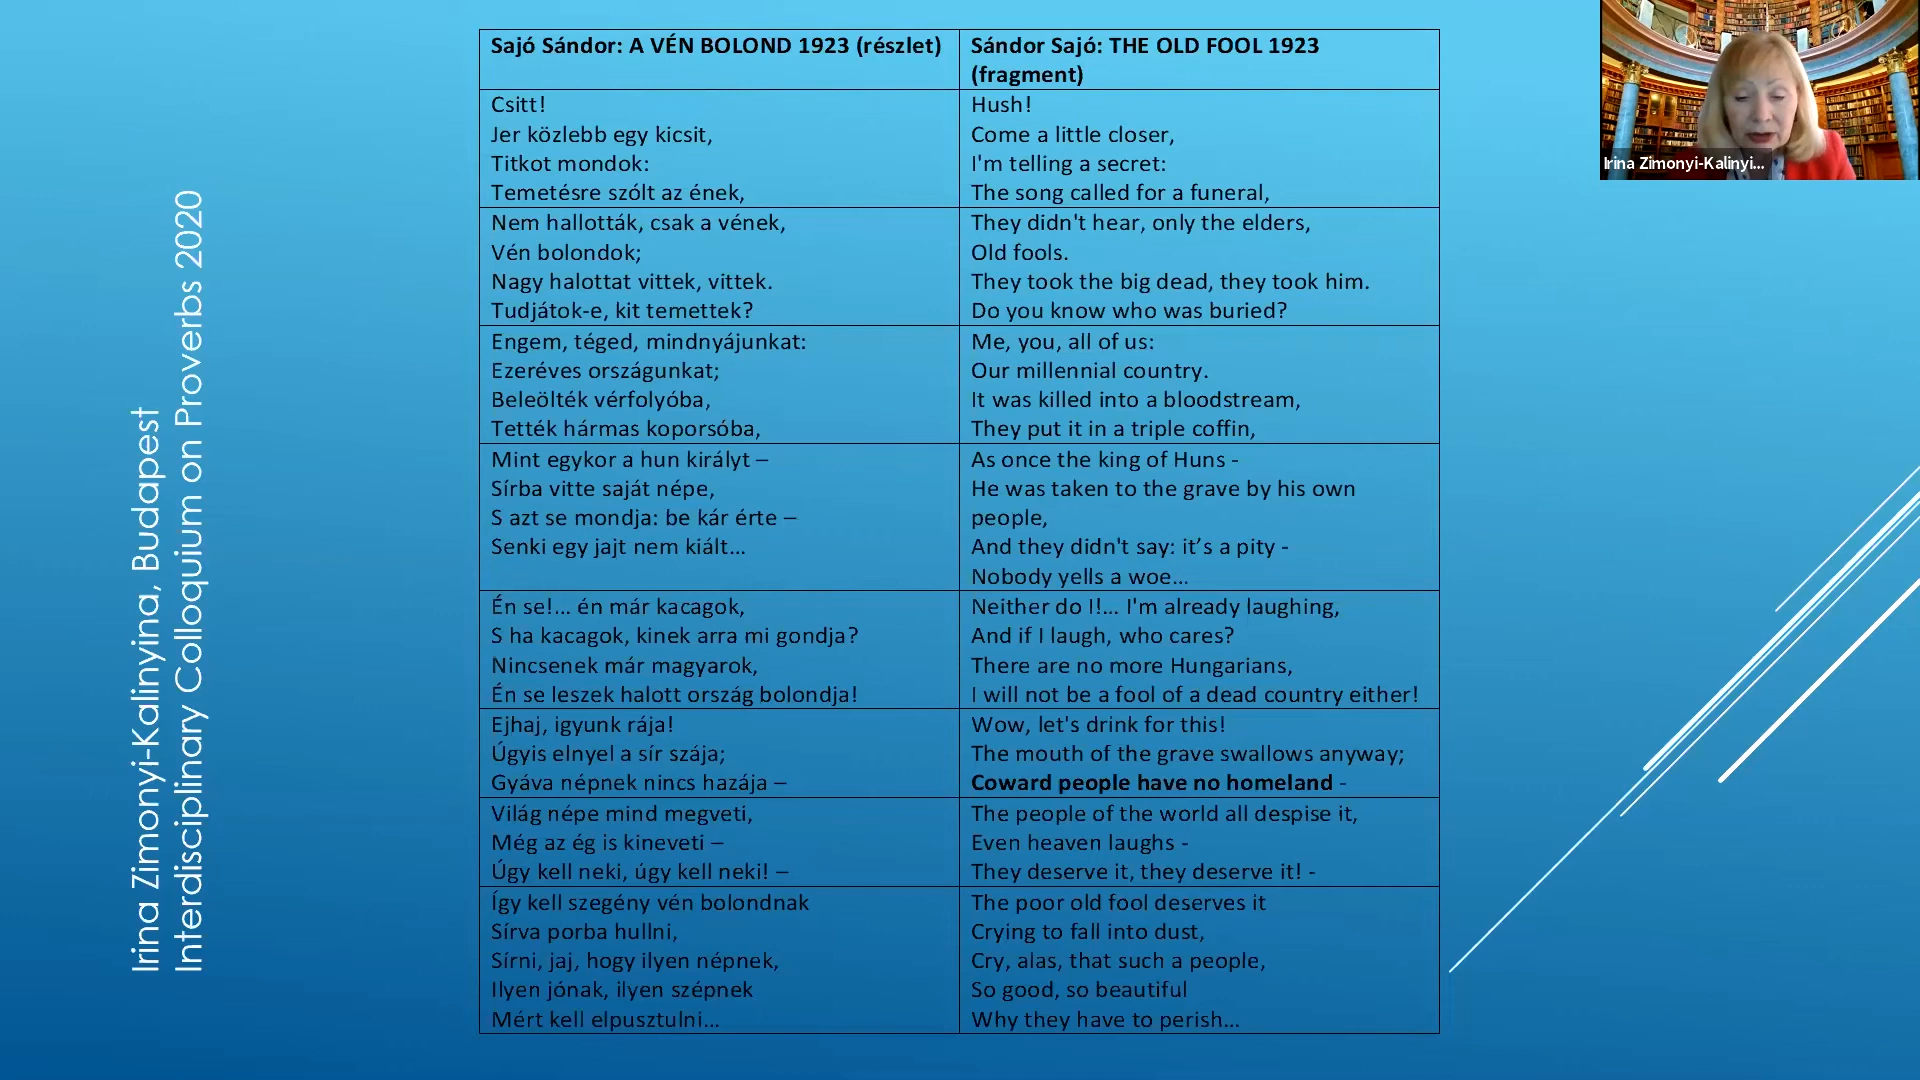 Irina Zimonyi-Kalinyina, Budapest
Interdisciplinary Colloquium on Proverbs 2020
Sajó Sándor: A VÉN BOLOND 1923 (részlet)
Csitt!
Jer közlebb egy kicsit,
Titkot mondok:
Temetésre szólt az ének,
Nem hallották, csak a vének,
Vén bolondok;
Nagy halottat vittek, vittek.
Tudjátok-e, kit temettek?
Engem, téged, mindnyájunkat:
Ezeréves országunkat;
Beleölték vérfolyóba,
Tették hármas koporsóba,
Mint egykor a hun királyt –
Sírba vitte saját népe,
S azt se mondja: be kár érte –
Senki egy jajt nem kiált...
Én se!... én már kacagok,
S ha kacagok, kinek arra mi gondja?
Nincsenek már magyarok,
Én se leszek halott ország bolondja!
Ejhaj, igyunk rája!
Úgyis elnyel a sír szája;
Gyáva népnek nincs hazája –
Világ népe mind megveti,
Még az ég is kineveti –
Úgy kell neki, úgy kell neki! –
Így kell szegény vén bolondnak
Sírva porba hullni,
Sírni, jaj, hogy ilyen népnek,
Ilyen jónak, ilyen szépnek
Mért kell elpusztulni...
Sándor Sajó: THE OLD FOOL 1923
(fragment)
Hush!
Come a little closer,
I'm telling a secret:
The song called for a funeral,
They didn't hear, only the elders,
Old fools.
They took the big dead, they took him.
Do you know who was buried?
Me, you, all of us:
Our millennial country.
It was killed into a bloodstream,
They put it in a triple coffin,
As once the king of Huns -
He was taken to the grave by his own
people,
And they didn't say: it’s a pity -
Nobody yells a woe...
Neither do I!... I'm already laughing,
And if I laugh, who cares?
There are no more Hungarians,
I will not be a fool of a dead country either!
Wow, let's drink for this!
The mouth of the grave swallows anyway;
Coward people have no homeland -
The people of the world all despise it,
Even heaven laughs -
They deserve it, they deserve it! -
The poor old fool deserves it
Crying to fall into dust,
Cry, alas, that such a people,
So good, so beautiful
Why they have to perish...
Irina Zimonyi-Kalinyi...